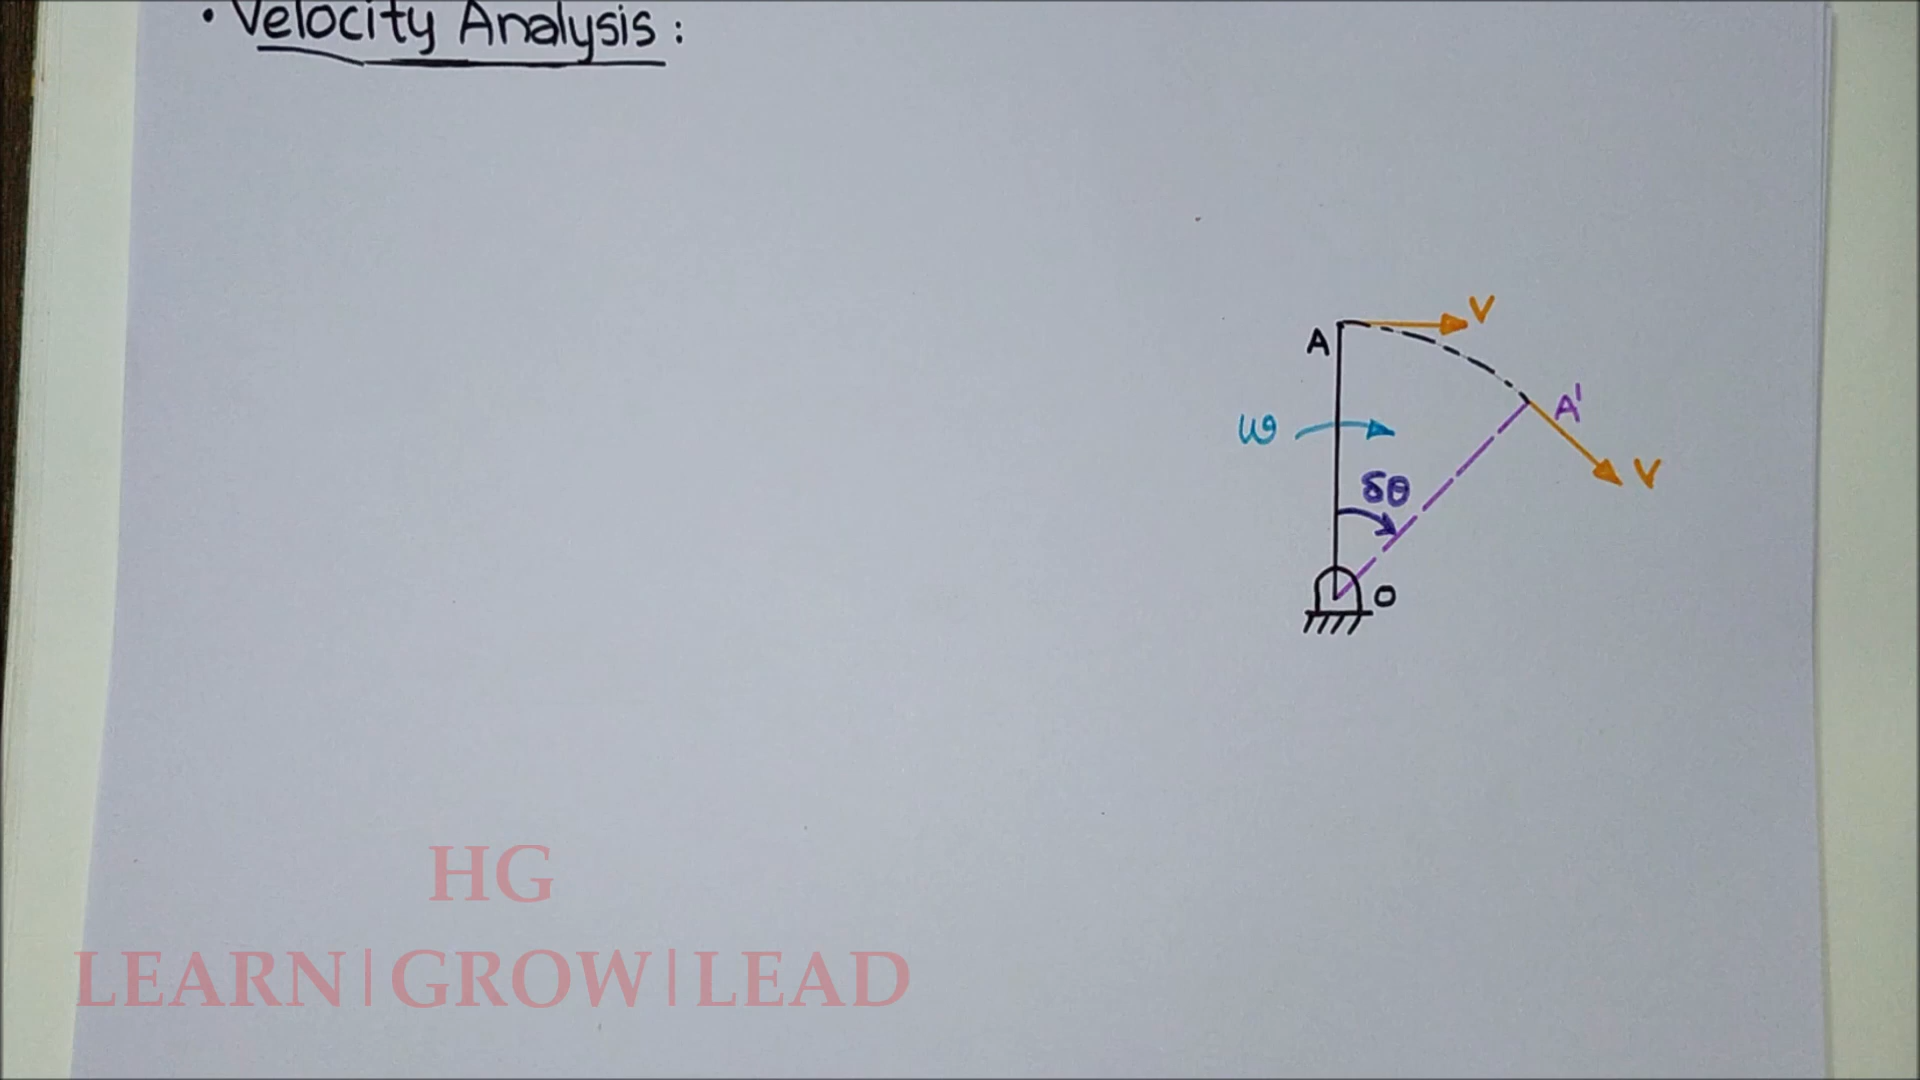 • Velocity Analysis :
V
A
A'
ω
V
δθ
O
HG
LEARN|GROW|LEAD